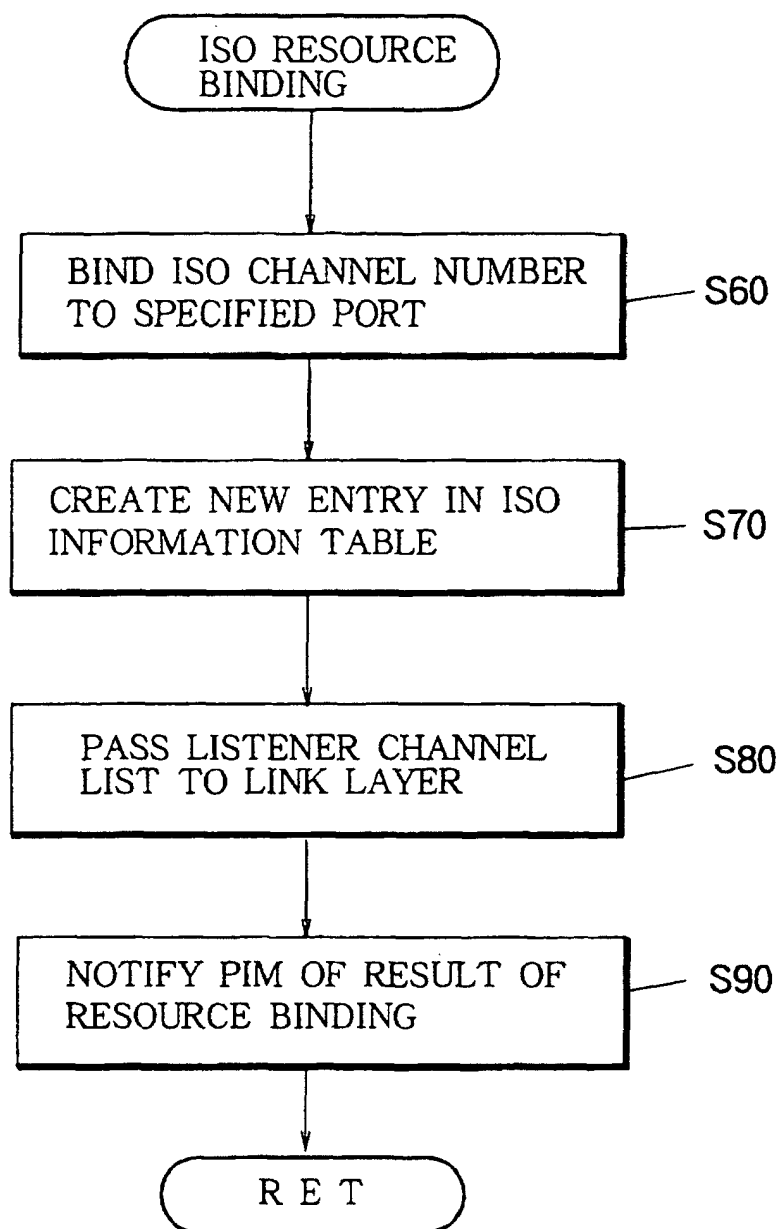 ISO RESOURCE
BINDING
BIND ISO CHANNEL NUMBER
TO SPECIFIED PORT
S60
CREATE NEW ENTRY IN ISO
INFORMATION TABLE
S70
PASS LISTENER CHANNEL
LIST TO LINK LAYER
S80
NOTIFY PIM OF RESULT OF
RESOURCE BINDING
S90
R E T